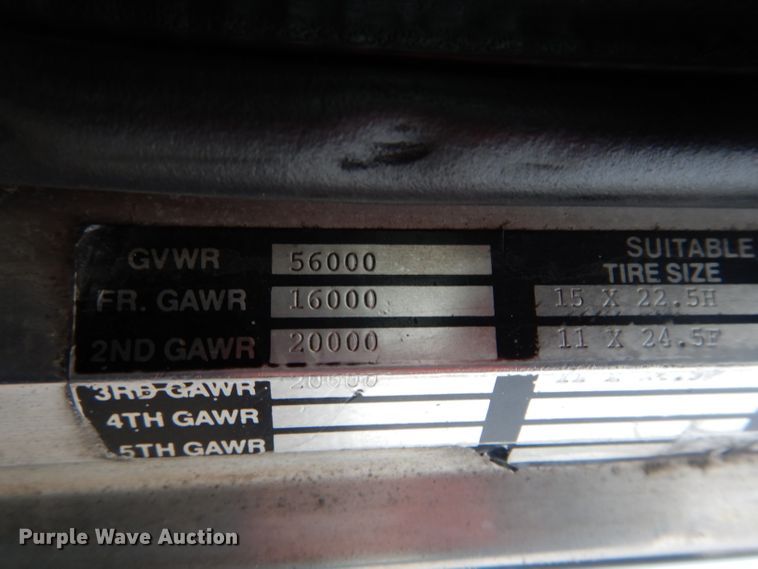 GVWR 56000 SUITABLE
TIRE SIZE
FR. GAWR 16000 15 X 22.5H
2ND GAWR 20000 11 X 24.5F
3RD GAWR 20000
4TH GAWR
5TH GAWR
Purple Wave Auction